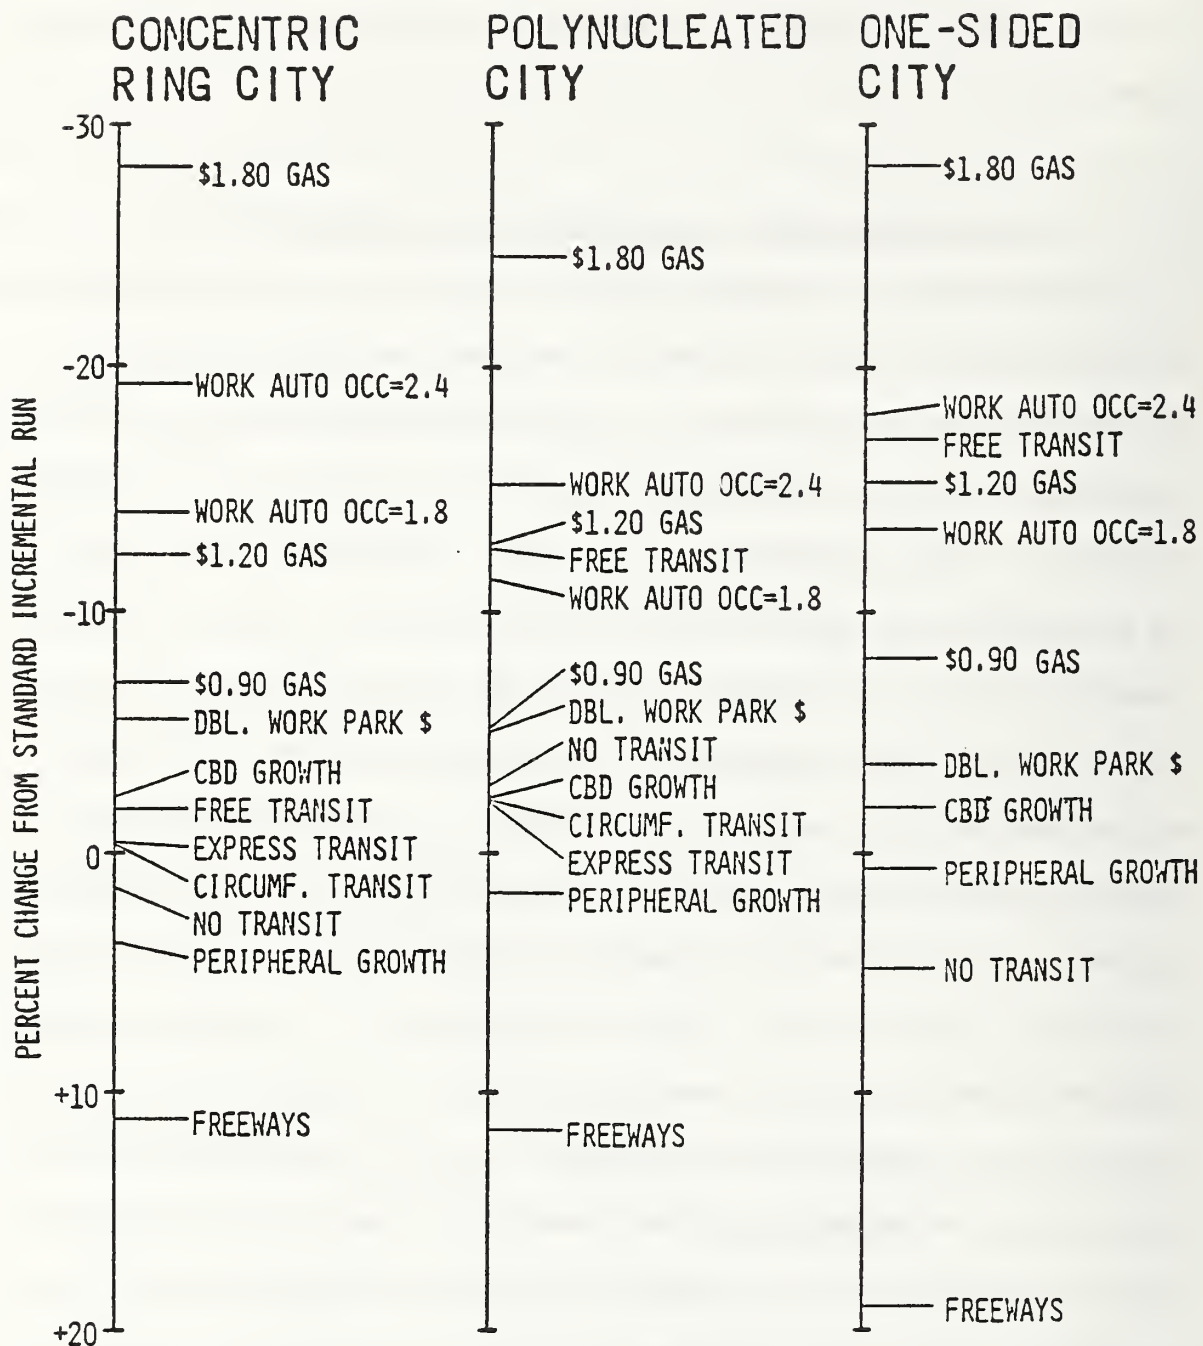 CONCENTRIC
RING CITY
POLYNUCLEATED
CITY
ONE-SIDED
CITY
PERCENT CHANGE FROM STANDARD INCREMENTAL RUN
-30
-20
-10
0
+10
+20
$1.80 GAS
WORK AUTO OCC=2.4
WORK AUTO OCC=1.8
$1.20 GAS
$0.90 GAS
DBL. WORK PARK $
CBD GROWTH
FREE TRANSIT
EXPRESS TRANSIT
CIRCUMF. TRANSIT
NO TRANSIT
PERIPHERAL GROWTH
FREEWAYS
$1.80 GAS
WORK AUTO OCC=2.4
$1.20 GAS
FREE TRANSIT
WORK AUTO OCC=1.8
$0.90 GAS
DBL. WORK PARK $
NO TRANSIT
CBD GROWTH
CIRCUMF. TRANSIT
EXPRESS TRANSIT
PERIPHERAL GROWTH
FREEWAYS
$1.80 GAS
WORK AUTO OCC=2.4
FREE TRANSIT
$1.20 GAS
WORK AUTO OCC=1.8
$0.90 GAS
DBL. WORK PARK $
CBD GROWTH
PERIPHERAL GROWTH
NO TRANSIT
FREEWAYS